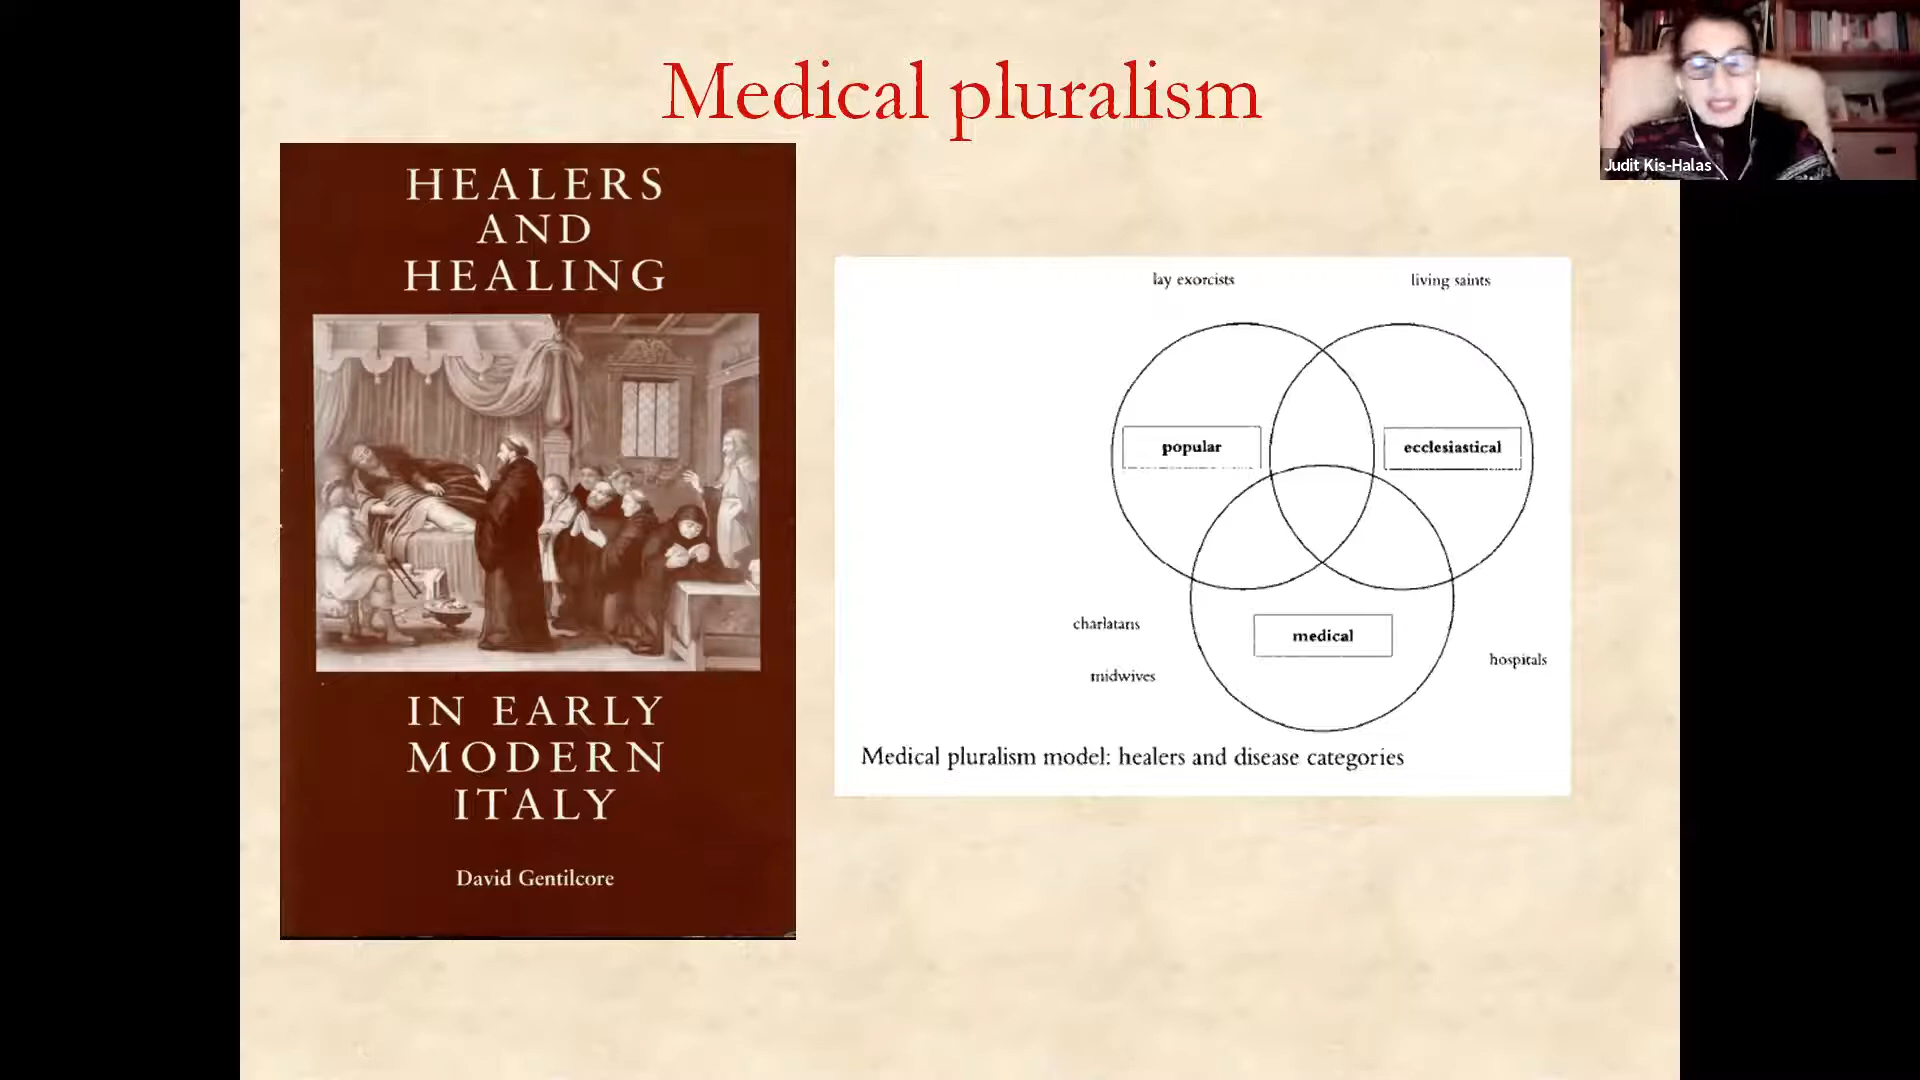 Medical pluralism
HEALERS
AND
HEALING
IN EARLY
MODERN
ITALY
David Gentilcore
lay exorcists
living saints
popular
ecclesiastical
charlatans
medical
midwives
hospitals
Medical pluralism model: healers and disease categories
Judit Kis-Halas